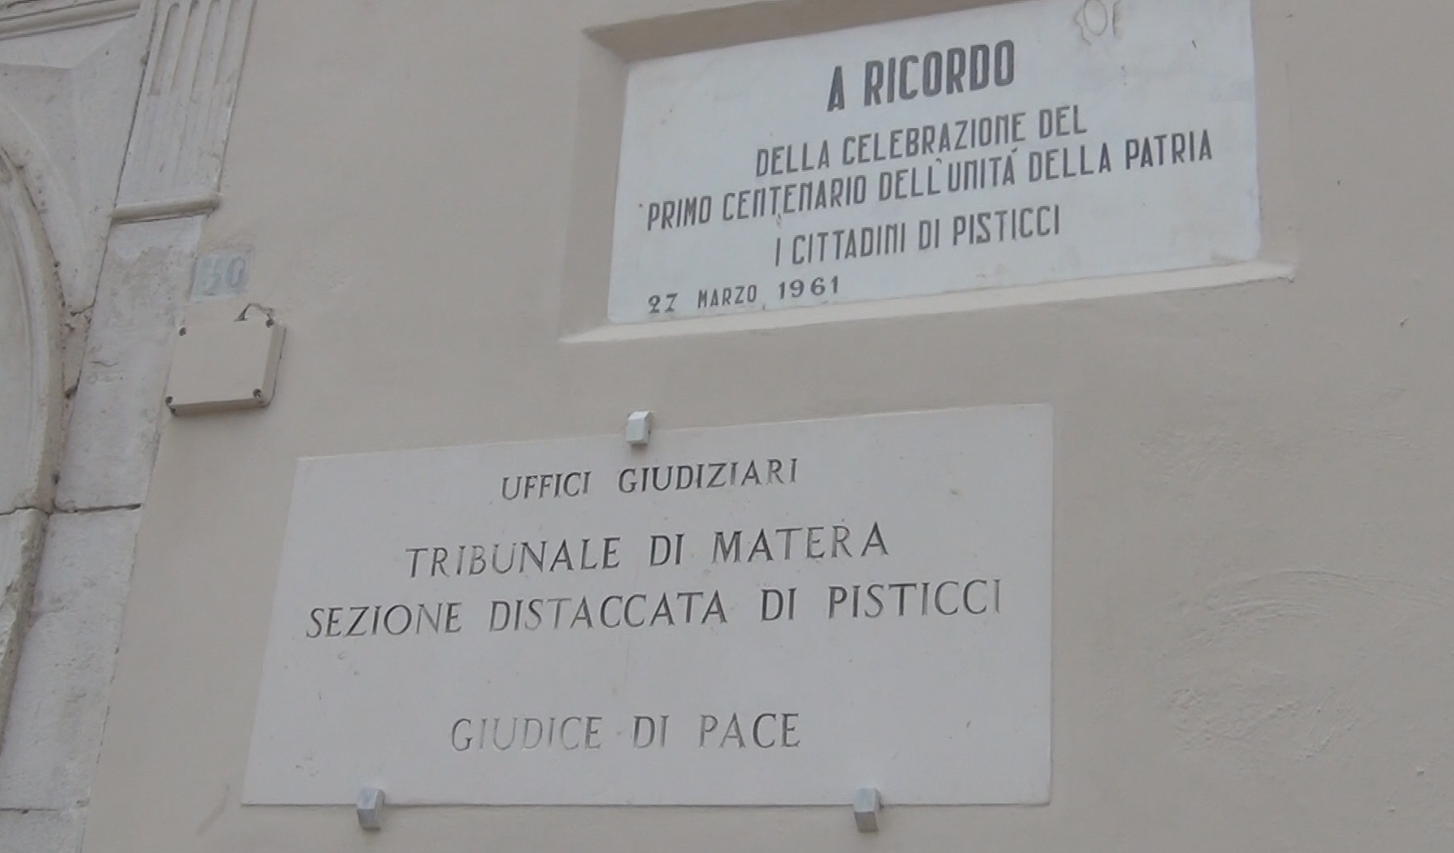 A RICORDO
DELLA CELEBRAZIONE DEL
PRIMO CENTENARIO DELL'UNITÁ DELLA PATRIA
I CITTADINI DI PISTICCI
27 MARZO 1961
UFFICI GIUDIZIARI
TRIBUNALE DI MATERA
SEZIONE DISTACCATA DI PISTICCI
GIUDICE DI PACE